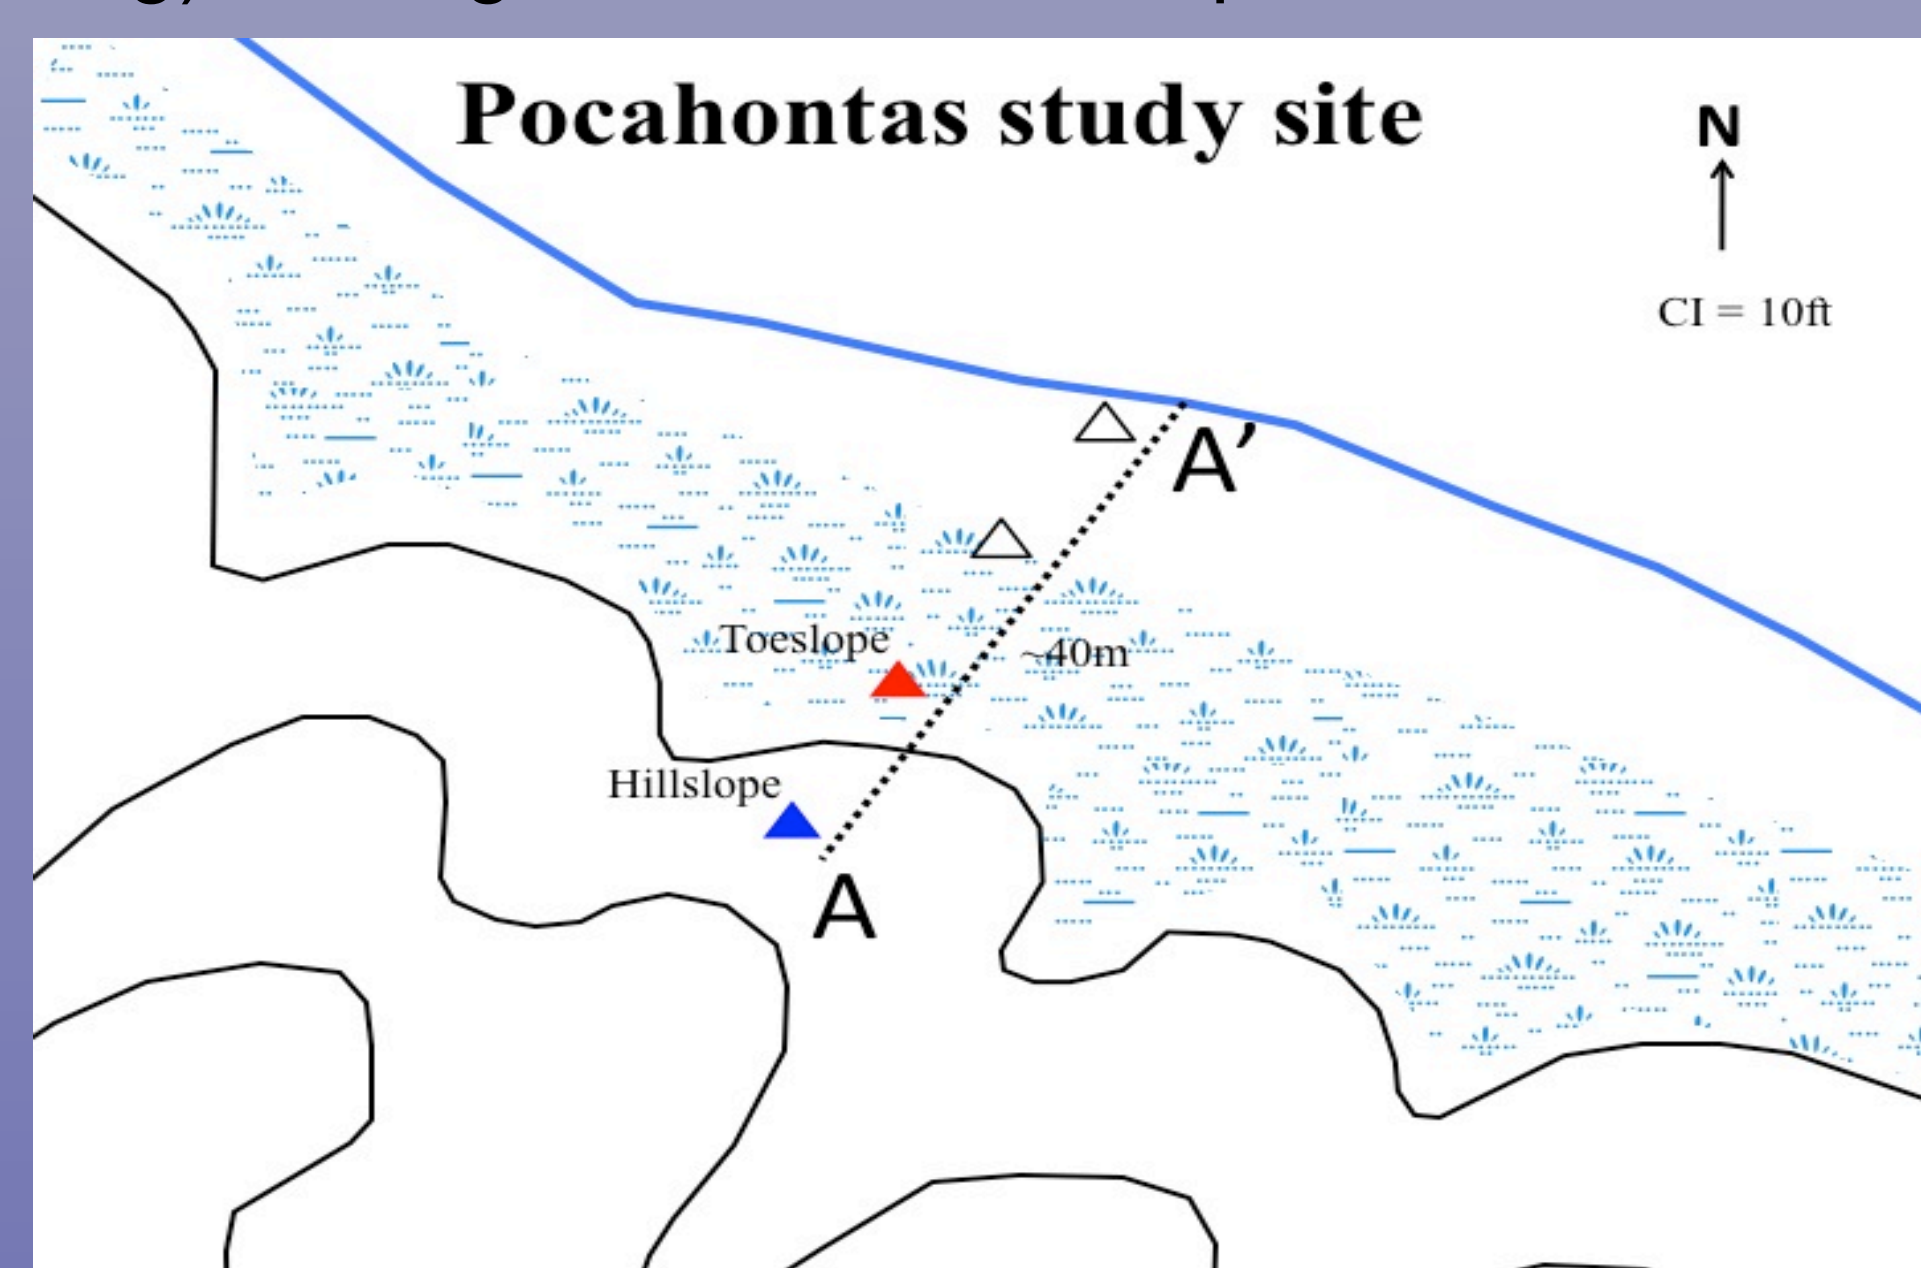 Pocahontas study site
N
CI = 10ft
A’
Toeslope
~40m
Hillslope
A